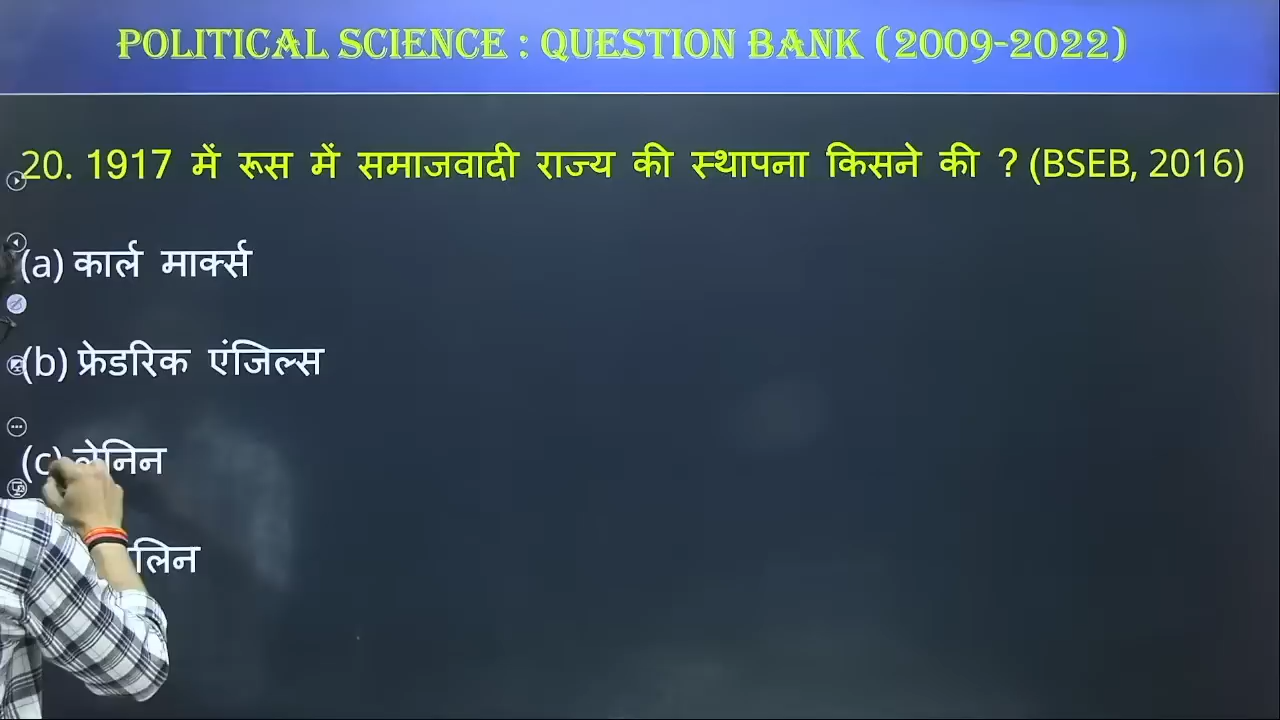 POLITICAL SCIENCE : QUESTION BANK (2009-2022)
20. 1917 में रूस में समाजवादी राज्य की स्थापना किसने की ? (BSEB, 2016)
(a) कार्ल मार्क्स
(b) फ्रेडरिक एंजिल्स
(c) लेनिन